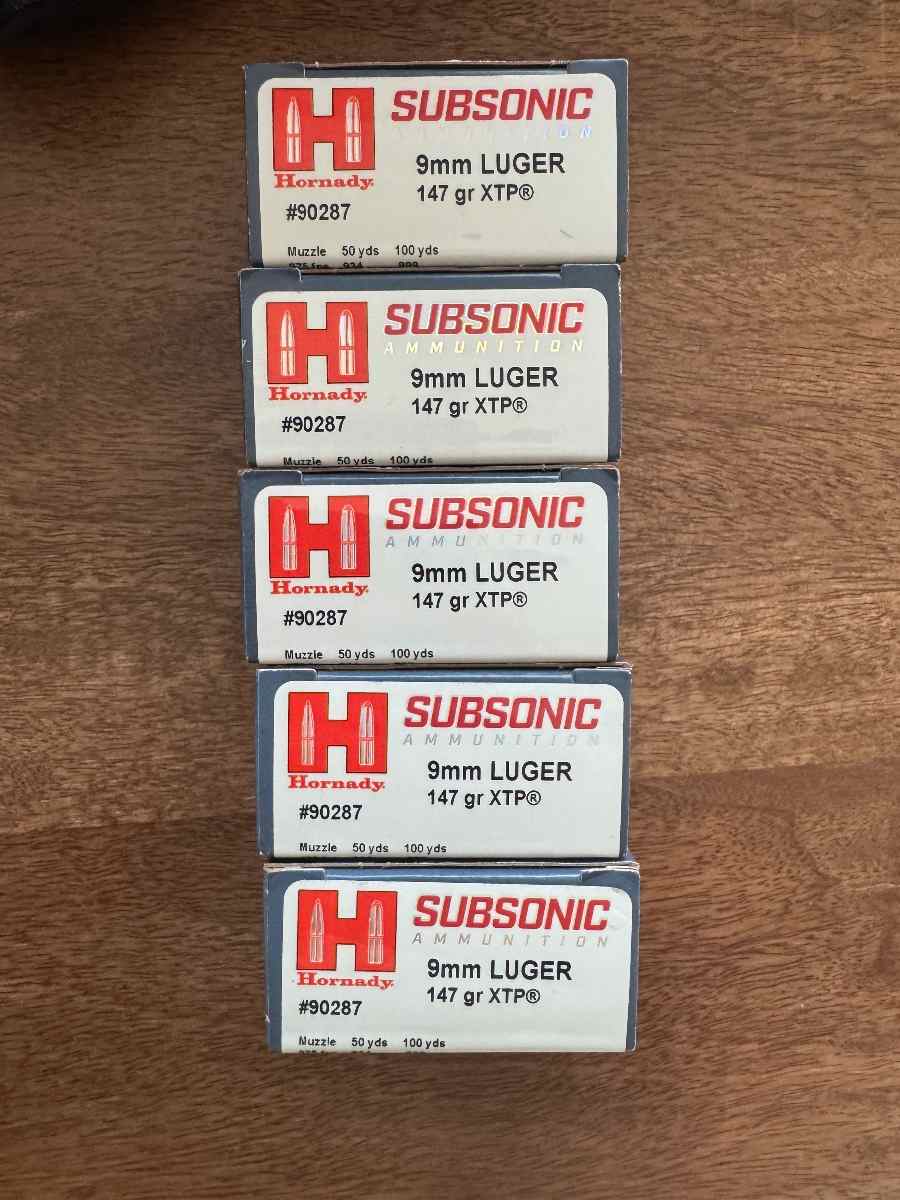 SUBSONIC
9mm LUGER
147 gr XTP®
Hornady.
#90287
Muzzle 50 yds 100 yds
SUBSONIC
AMMUNITION
9mm LUGER
147 gr XTP®
Hornady.
#90287
Muzzle 50 yds 100 yds
SUBSONIC
AMMUNITION
9mm LUGER
147 gr XTP®
Hornady.
#90287
Muzzle 50 yds 100 yds
SUBSONIC
AMMUNITION
9mm LUGER
147 gr XTP®
Hornady.
#90287
Muzzle 50 yds 100 yds
SUBSONIC
AMMUNITION
9mm LUGER
147 gr XTP®
Hornady.
#90287
Muzzle 50 yds 100 yds